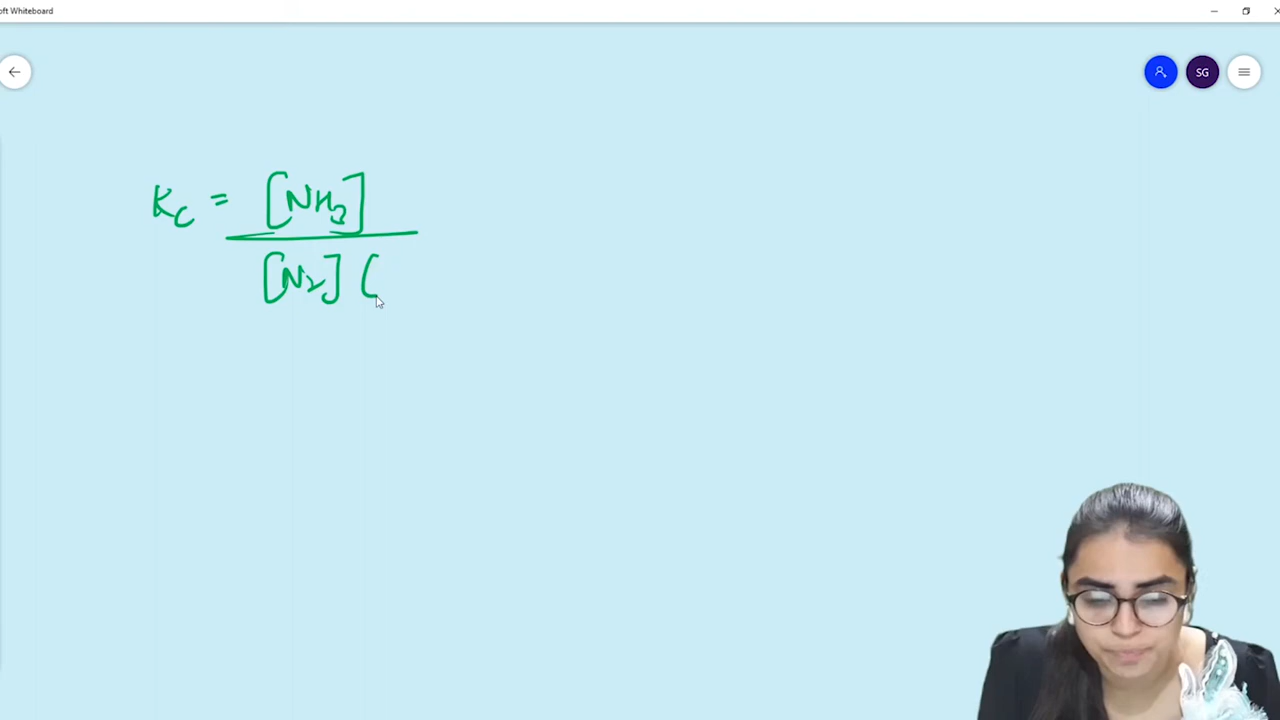 oft Whiteboard
SG
Kc = [NH3]
[N2] [